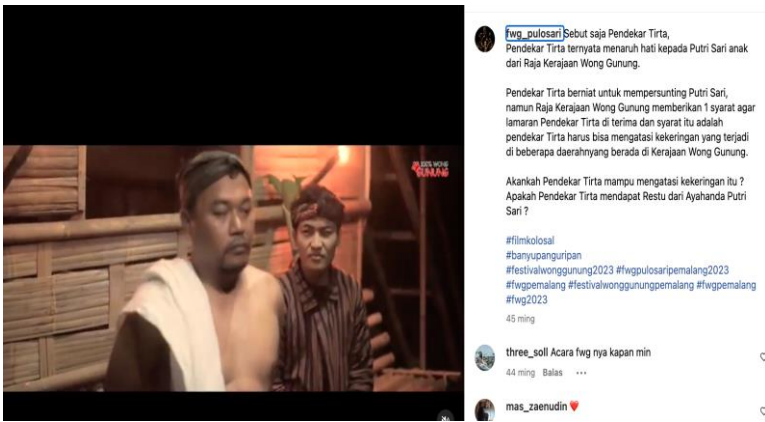 100% WONG
GUNUNG
fwg_pulosari Sebut saja Pendekar Tirta,
Pendekar Tirta ternyata menaruh hati kepada Putri Sari anak
dari Raja Kerajaan Wong Gunung.
Pendekar Tirta berniat untuk mempersunting Putri Sari,
namun Raja Kerajaan Wong Gunung memberikan 1 syarat agar
lamaran Pendekar Tirta di terima dan syarat itu adalah
pendekar Tirta harus bisa mengatasi kekeringan yang terjadi
di beberapa daerahnyang berada di Kerajaan Wong Gunung.
Akankah Pendekar Tirta mampu mengatasi kekeringan itu ?
Apakah Pendekar Tirta mendapat Restu dari Ayahanda Putri
Sari ?
#filmkolosal
#banyupanguripan
#festivalwonggunung2023 #fwgpulosaripemalang2023
#fwgpemalang #festivalwonggunungpemalang #fwgpemalang
#fwg2023
45 ming
three_soll Acara fwg nya kapan min
44 ming Balas
mas_zaenudin